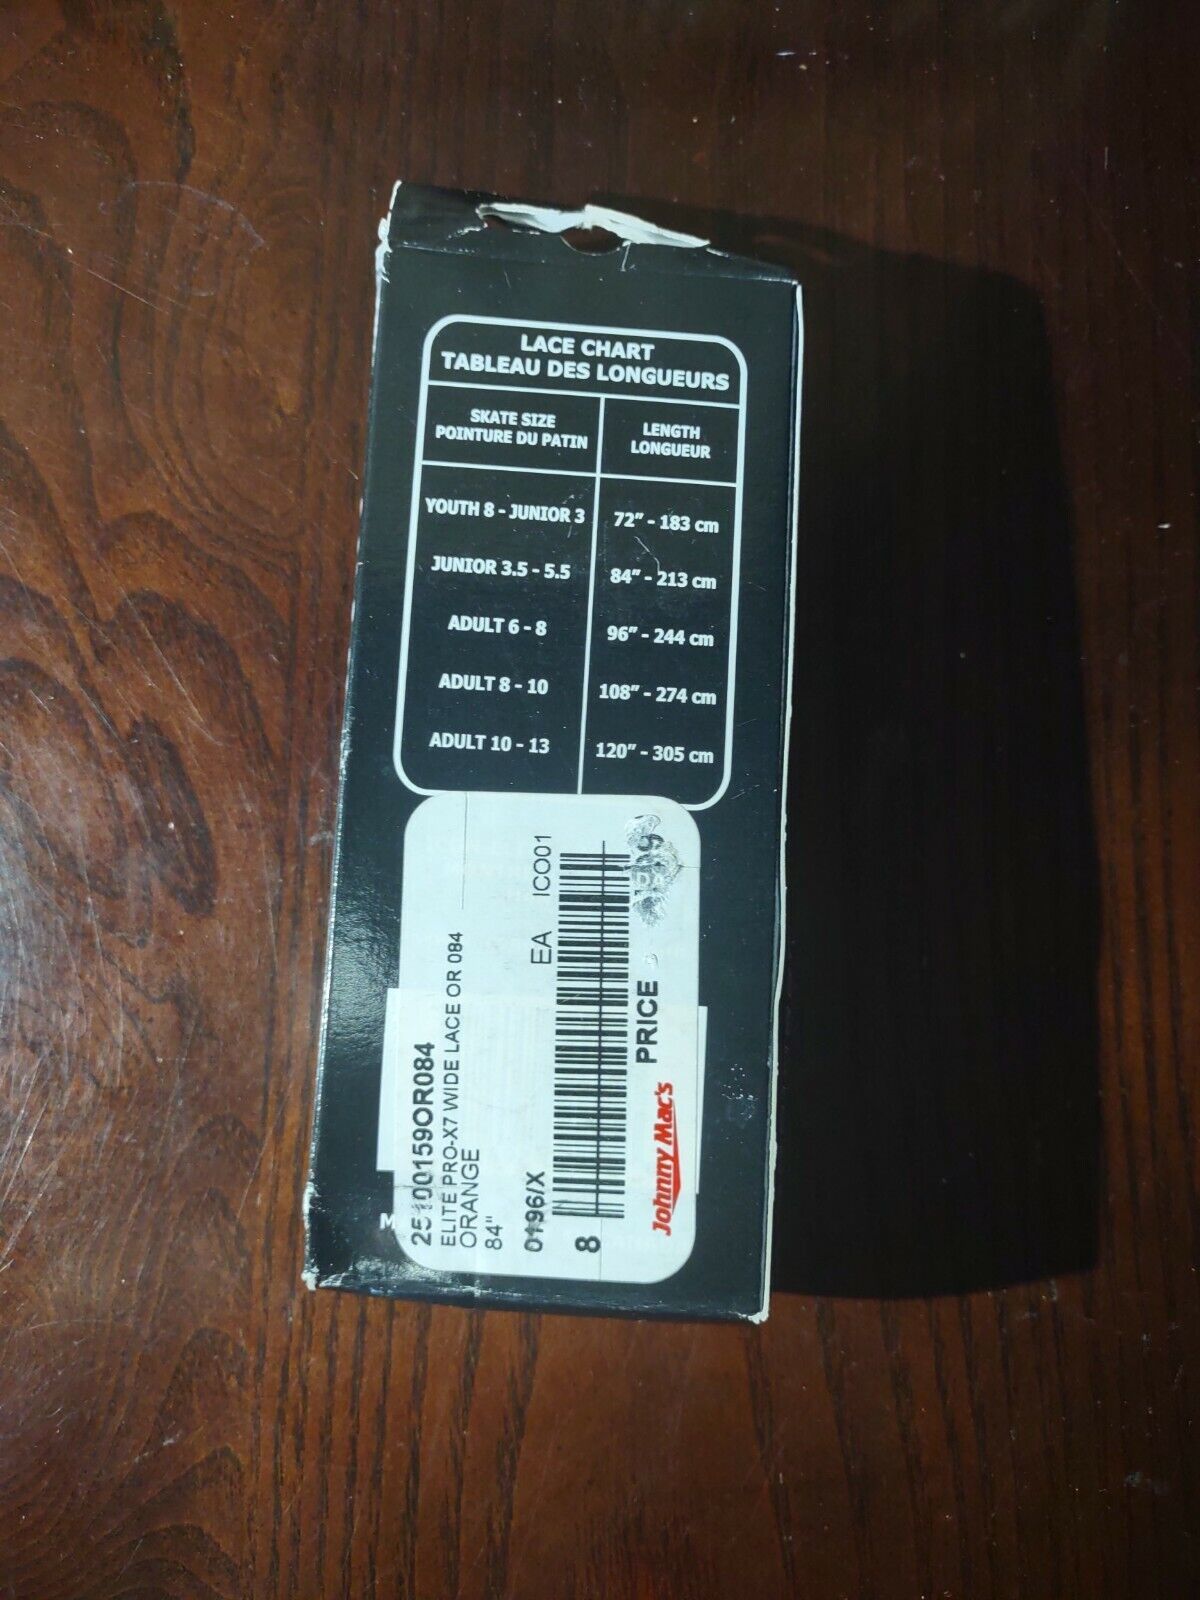 LACE CHART
TABLEAU DES LONGUEURS
SKATE SIZE
POINTURE DU PATIN
LENGTH
LONGUEUR
YOUTH 8 - JUNIOR 3 72" - 183 cm
JUNIOR 3.5 - 5.5 84" - 213 cm
ADULT 6 - 8 96" - 244 cm
ADULT 8 - 10 108" - 274 cm
ADULT 10 - 13 120" - 305 cm
25100159OR084
ELITE PRO-X7 WIDE LACE OR 084
ORANGE
84"
0196/X EA ICO01
8
Johnny Mac's PRICE